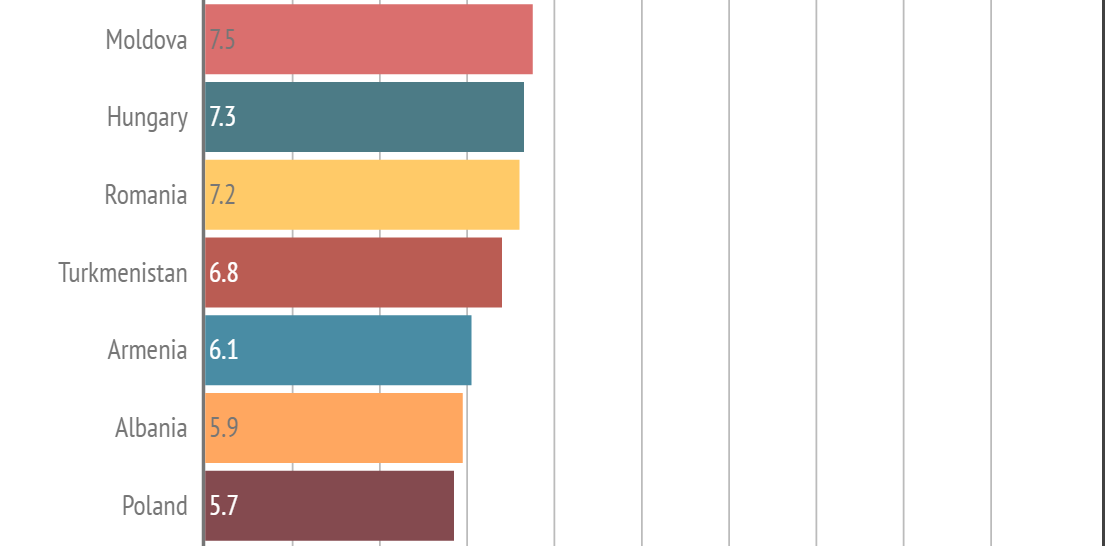 Moldova 7.5
Hungary 7.3
Romania 7.2
Turkmenistan 6.8
Armenia 6.1
Albania 5.9
Poland 5.7